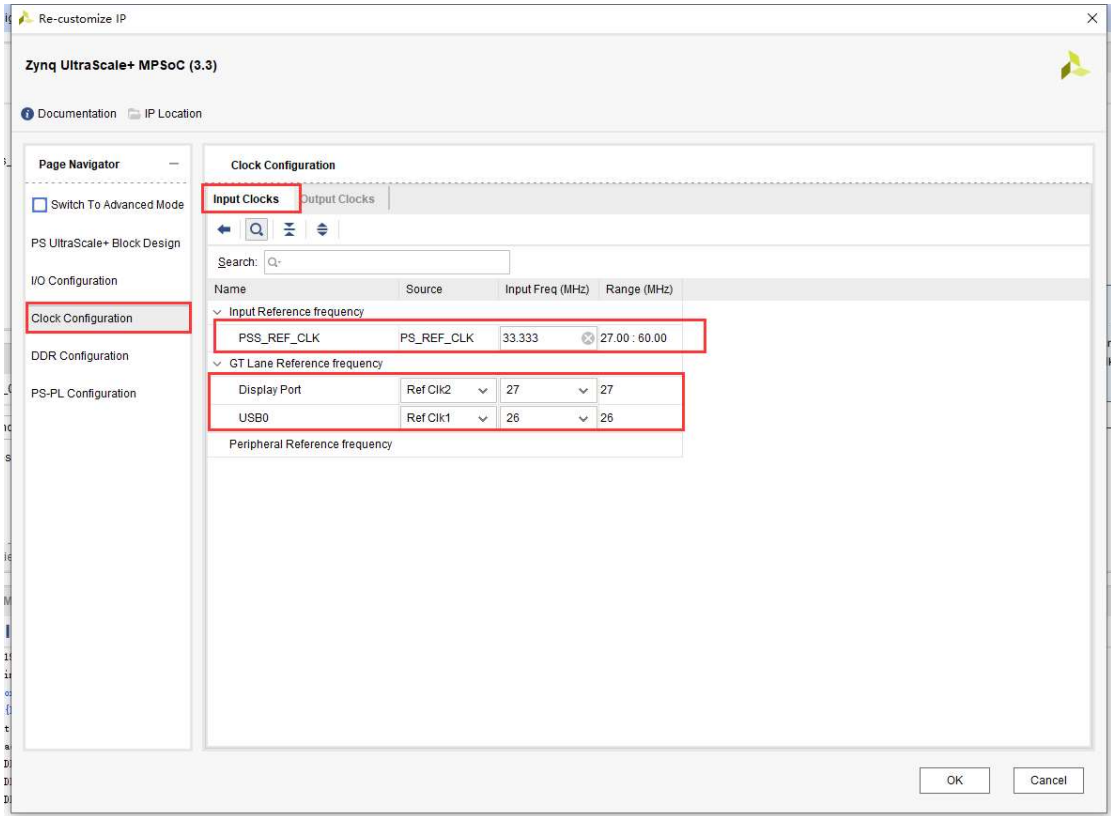 Re-customize IP
Zynq UltraScale+ MPSoC (3.3)
Documentation IP Location
Page Navigator
Switch To Advanced Mode
PS UltraScale+ Block Design
I/O Configuration
Clock Configuration
DDR Configuration
PS-PL Configuration
Clock Configuration
Input Clocks Output Clocks
Search:
Name Source Input Freq (MHz) Range (MHz)
Input Reference frequency
PSS_REF_CLK PS_REF_CLK 33.333 27.00 : 60.00
GT Lane Reference frequency
Display Port Ref Clk2 27 27
USB0 Ref Clk1 26 26
Peripheral Reference frequency
OK Cancel